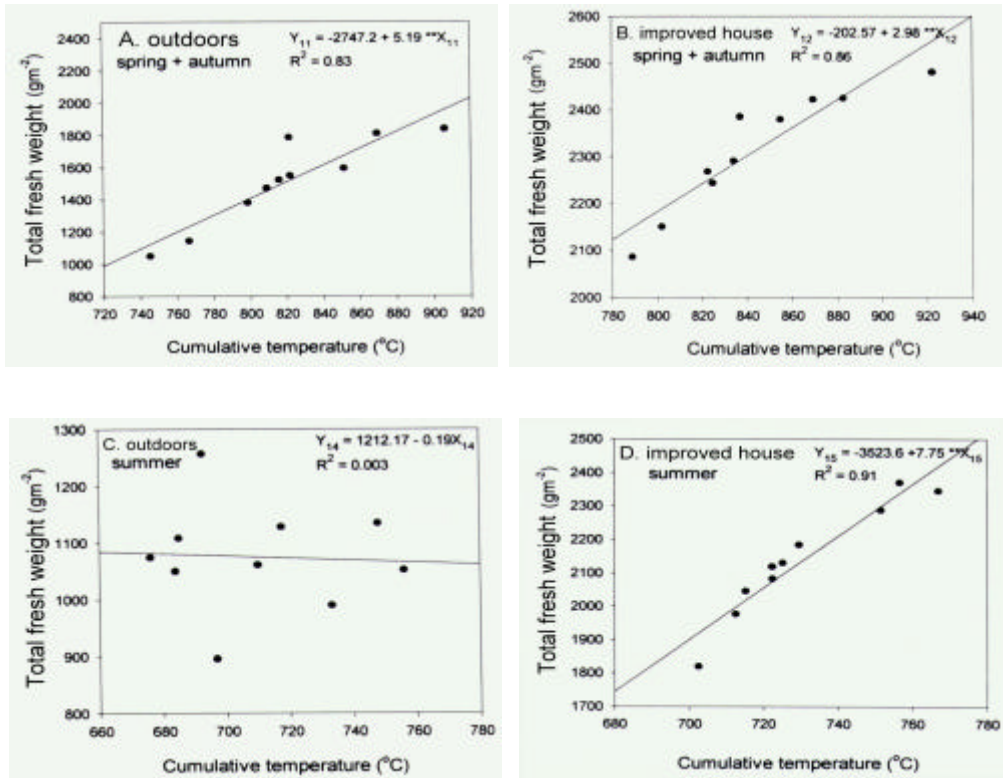 A. outdoors
spring + autumn
Y11 = -2747.2 + 5.19 **X11
R2 = 0.83
Total fresh weight (gm-2)
2400
2200
2000
1800
1600
1400
1200
1000
800
720 740 760 780 800 820 840 860 880 900 920
Cumulative temperature (oC)
B. improved house
spring + autumn
Y12 = -202.57 + 2.98 **X12
R2 = 0.86
Total fresh weight (gm-2)
2600
2500
2400
2300
2200
2100
2000
780 800 820 840 860 880 900 920 940
Cumulative temperature (oC)
C. outdoors
summer
Y14 = 1212.17 - 0.19X14
R2 = 0.003
Total fresh weight (gm-2)
1300
1200
1100
1000
900
800
660 680 700 720 740 760 780
Cumulative temperature (oC)
D. improved house
summer
Y15 = -3523.6 +7.75 **X15
R2 = 0.91
Total fresh weight (gm-2)
2500
2400
2300
2200
2100
2000
1900
1800
1700
680 700 720 740 760 780
Cumulative temperature (oC)